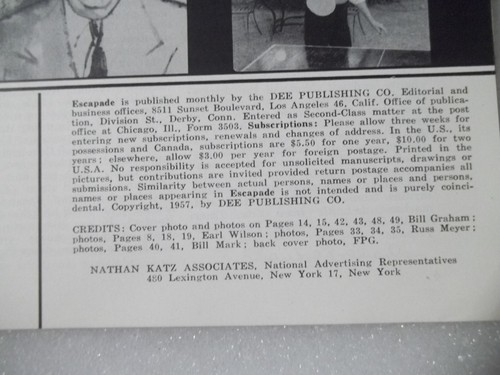 Escapade is published monthly by the DEE PUBLISHING CO. Editorial and
business offices, 8511 Sunset Boulevard, Los Angeles 46, Calif. Office of publica-
tion, Division St., Derby, Conn. Entered as Second-Class matter at the post
office at Chicago, Ill., Form 3503. Subscriptions: Please allow three weeks for
entering new subscriptions, renewals and changes of address. In the U.S., its
possessions and Canada, subscriptions are $5.50 for one year, $10.00 for two
years; elsewhere, allow $3.00 per year for foreign postage. Printed in the
U.S.A. No responsibility is accepted for unsolicited manuscripts, drawings or
pictures, but contributions are invited provided return postage accompanies all
submissions. Similarity between actual persons, names or places and persons,
names or places appearing in Escapade is not intended and is purely coinci-
dental. Copyright, 1957, by DEE PUBLISHING CO.
CREDITS: Cover photo and photos on Pages 14, 15, 42, 43, 48, 49, Bill Graham;
photos, Pages 8, 18, 19, Earl Wilson; photos, Pages 33, 34, 35, Russ Meyer;
photos, Pages 40, 41, Bill Mark; back cover photo, FPG.
NATHAN KATZ ASSOCIATES, National Advertising Representatives
480 Lexington Avenue, New York 17, New York